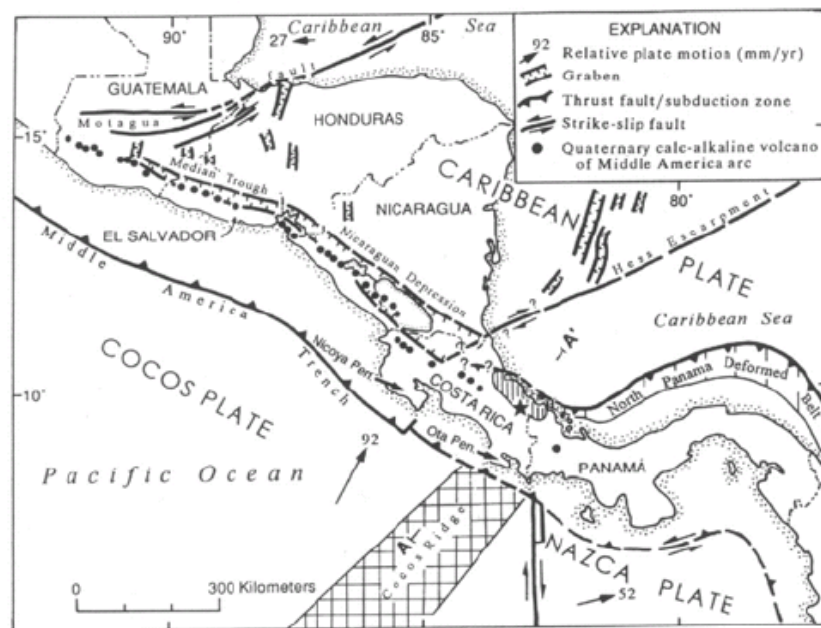 90
27
Caribbean Sea
85
EXPLANATION
92 Relative plate motion (mm/yr)
Graben
Thrust fault/subduction zone
Strike-slip fault
Quaternary calc-alkaline volcano
of Middle America arc
GUATEMALA
fault
Motagua
HONDURAS
15°
Median Trough
CARIBBEAN
80
NICARAGUA
EL SALVADOR
Nicaraguan Depression
Hess Escarpment
PLATE
Middle America Trench
Caribbean Sea
A'
COCOS PLATE
Nicoya Pen.
10°
COSTA RICA
North Panama Deformed Belt
Ota Pen.
PANAMÁ
92
Pacific Ocean
A
Cocos Ridge
NAZCA
PLATE
52
0 300 Kilometers
? ? ?